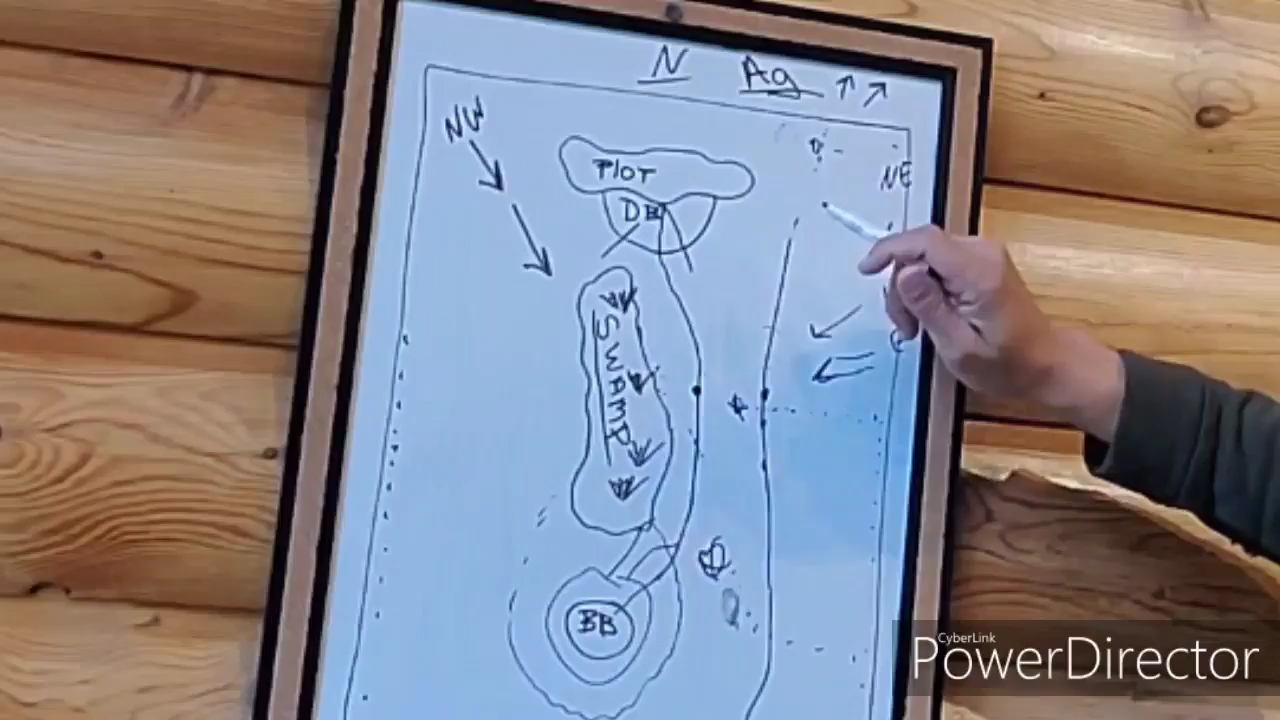 N Ag
NW
PLOT
NE
DB
SWAMP
BB
CyberLink
PowerDirector